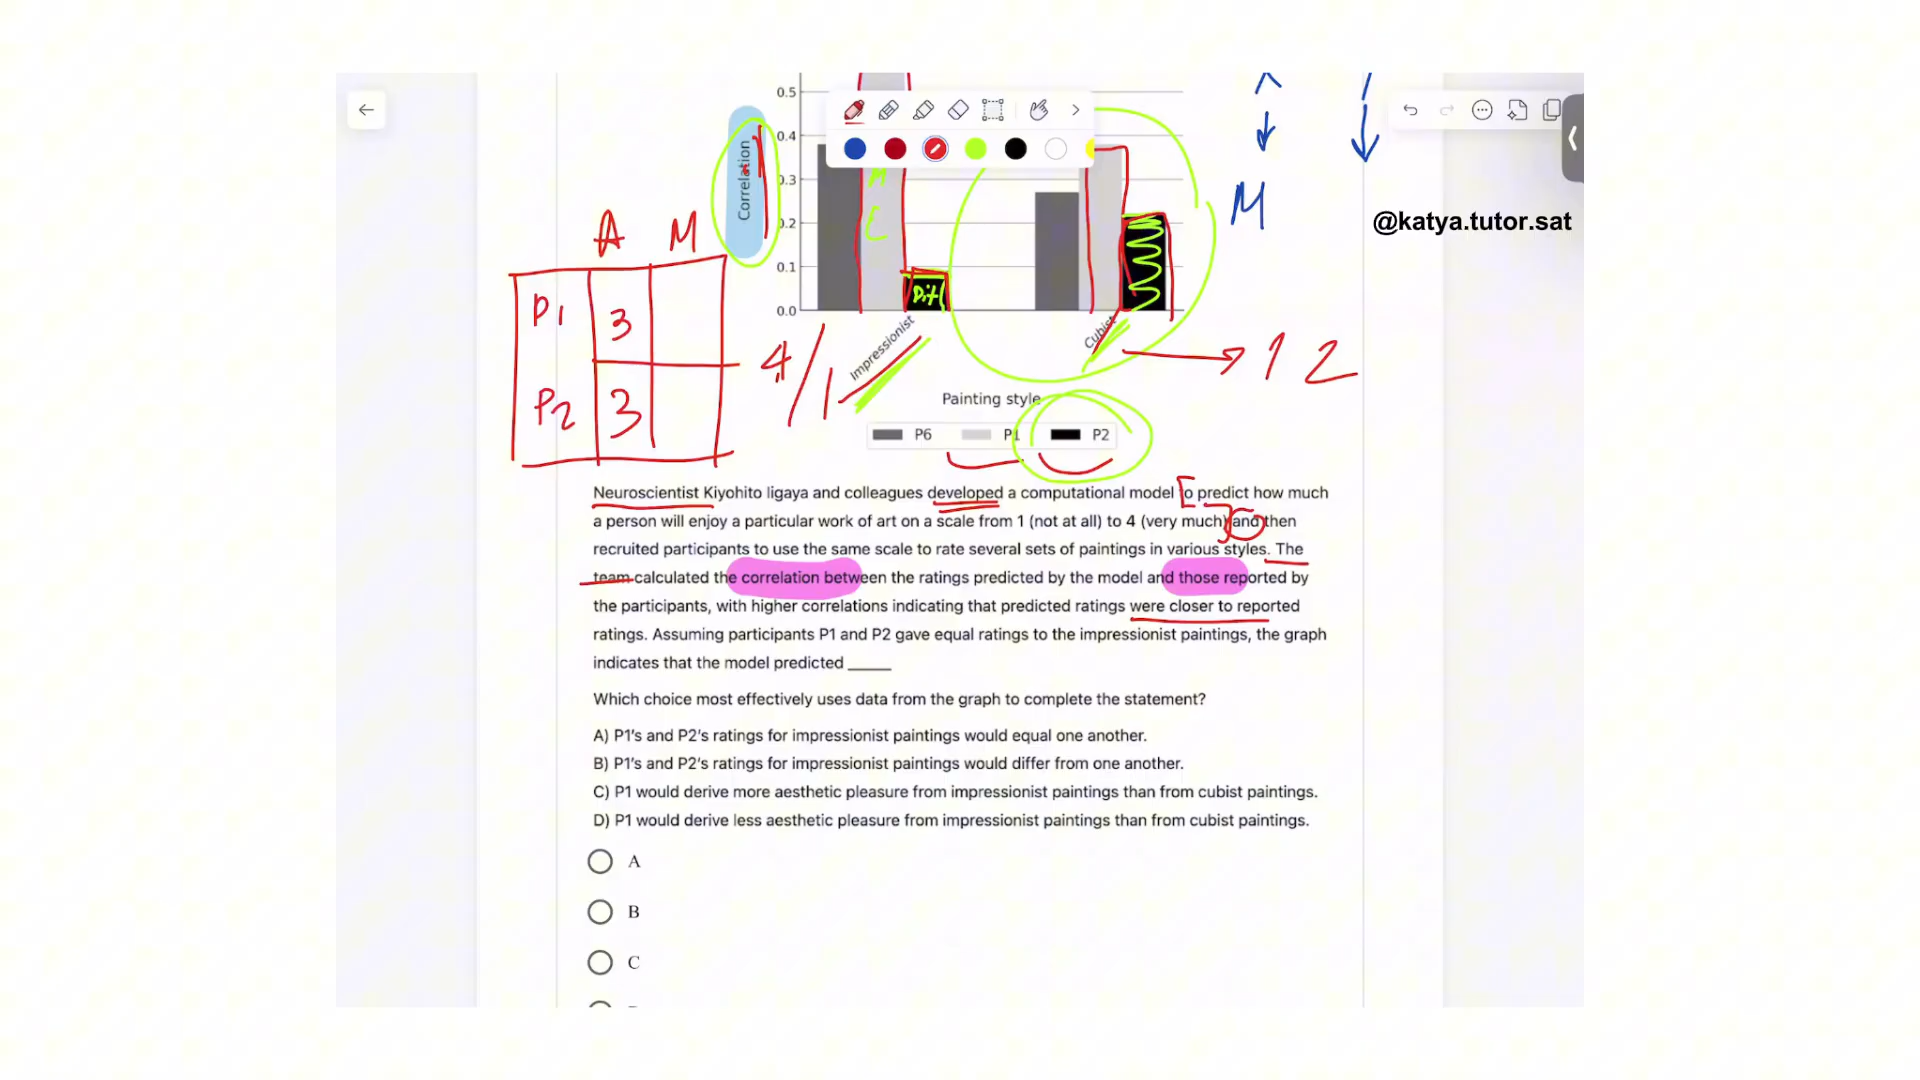 0.5
0.4
0.3
0.2
0.1
0.0
Correlation
A M
P1 3
P2 3
4/1
Impressionist
Cubist
1 2
M
@katya.tutor.sat
Painting style
P6 P1 P2
Neuroscientist Kiyohito Iigaya and colleagues developed a computational model to predict how much
a person will enjoy a particular work of art on a scale from 1 (not at all) to 4 (very much) and then
recruited participants to use the same scale to rate several sets of paintings in various styles. The
team calculated the correlation between the ratings predicted by the model and those reported by
the participants, with higher correlations indicating that predicted ratings were closer to reported
ratings. Assuming participants P1 and P2 gave equal ratings to the impressionist paintings, the graph
indicates that the model predicted _____
Which choice most effectively uses data from the graph to complete the statement?
A) P1's and P2's ratings for impressionist paintings would equal one another.
B) P1's and P2's ratings for impressionist paintings would differ from one another.
C) P1 would derive more aesthetic pleasure from impressionist paintings than from cubist paintings.
D) P1 would derive less aesthetic pleasure from impressionist paintings than from cubist paintings.
A
B
C